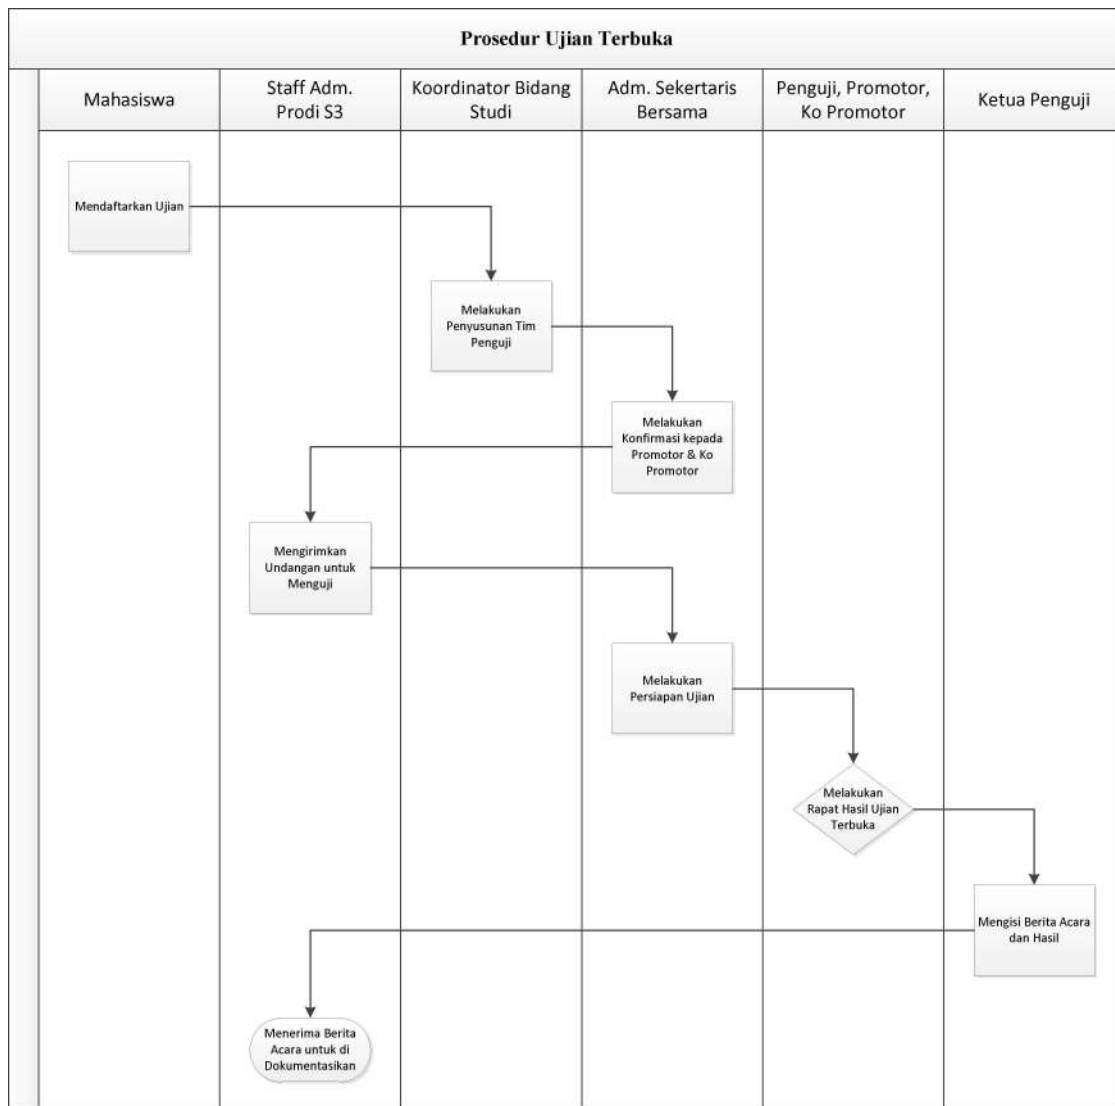 Prosedur Ujian Terbuka
Mahasiswa
Staff Adm.
Prodi S3
Koordinator Bidang
Studi
Adm. Sekertaris
Bersama
Penguji, Promotor,
Ko Promotor
Ketua Penguji
Mendaftarkan Ujian
Melakukan
Penyusunan Tim
Penguji
Melakukan
Konfirmasi kepada
Promotor & Ko
Promotor
Mengirimkan
Undangan untuk
Menguji
Melakukan
Persiapan Ujian
Melakukan
Rapat Hasil Ujian
Terbuka
Mengisi Berita Acara
dan Hasil
Menerima Berita
Acara untuk di
Dokumentasikan